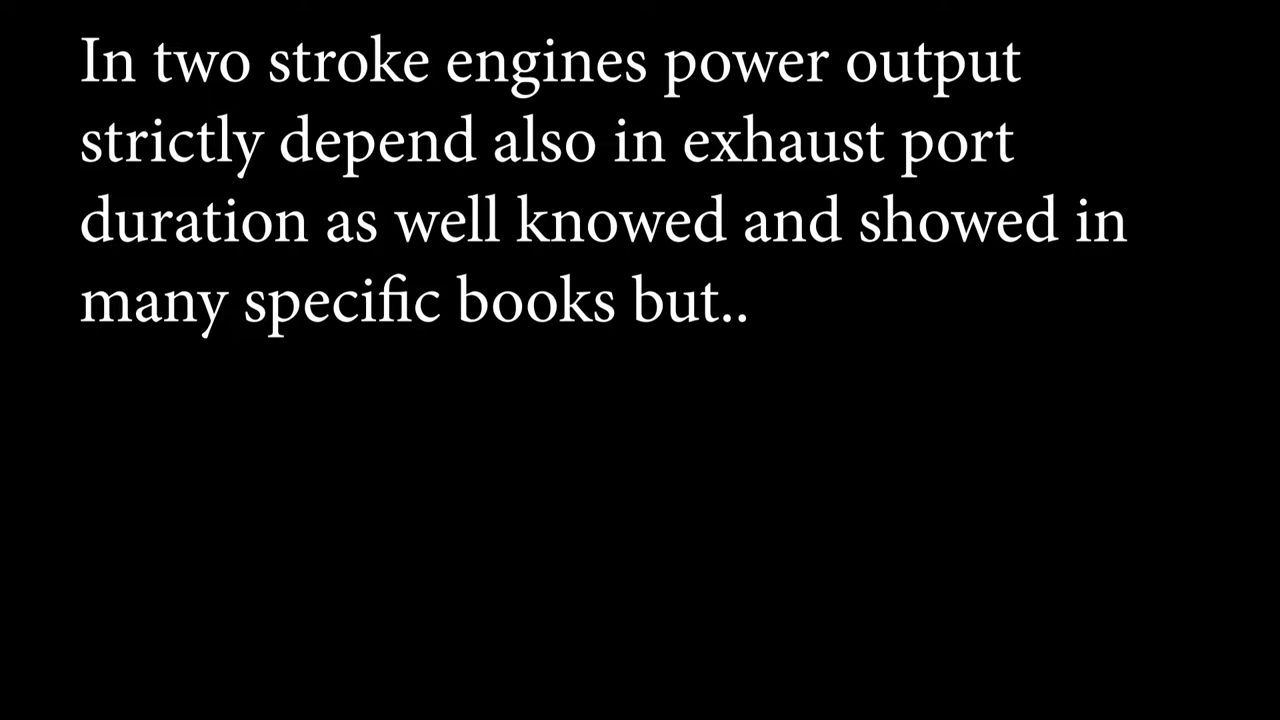 In two stroke engines power output
strictly depend also in exhaust port
duration as well knowed and showed in
many specific books but..